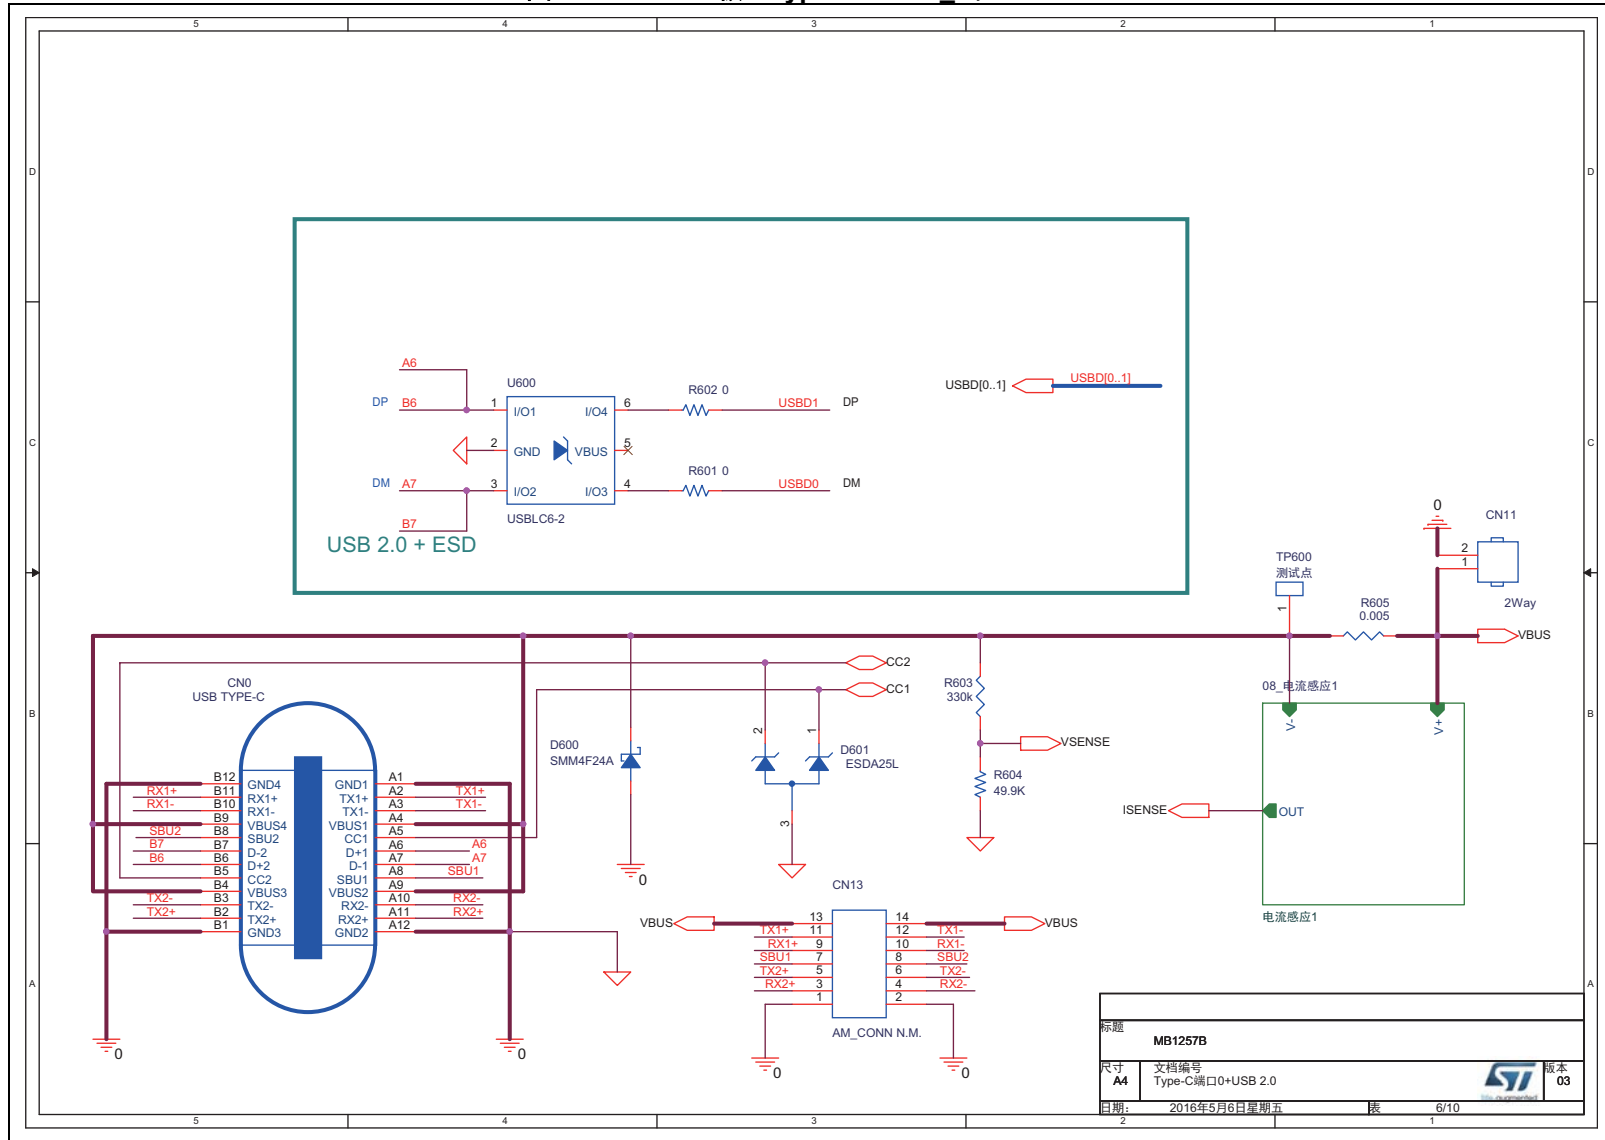 5 4 3 2 1
D D
A6
U600
R602 0
USBD[0..1] USBD[0..1]
DP B6 1 I/O1 I/O4 6 USBD1 DP
C 2 GND VBUS 5 C
R601 0
DM A7 3 I/O2 I/O3 4 USBD0 DM
B7
USBLC6-2
USB 2.0 + ESD
0
CN11
2
1
2Way
TP600
测试点
1
R605
0.005
VBUS
CC2
CC1
CN0
USB TYPE-C
R603
330k
08_电流感应1
V-
V+
B B
VSENSE
D600
SMM4F24A
2 1
D601
ESDA25L
3
R604
49.9K
ISENSE OUT
电流感应1
B12 GND4 GND1 A1
RX1+ B11 RX1+ TX1+ A2 TX1+
RX1- B10 RX1- TX1- A3 TX1-
B9 VBUS4 VBUS1 A4
SBU2 B8 SBU2 CC1 A5
B7 B7 D-2 D+1 A6 A6
B6 B6 D+2 D-1 A7 A7
B5 CC2 SBU1 A8 SBU1
B4 VBUS3 VBUS2 A9
TX2- B3 TX2- RX2- A10 RX2-
TX2+ B2 TX2+ RX2+ A11 RX2+
B1 GND3 GND2 A12
0
0
0
CN13
VBUS 13 14 VBUS
TX1+ 11 12 TX1-
RX1+ 9 10 RX1-
SBU1 7 8 SBU2
TX2+ 5 6 TX2-
RX2+ 3 4 RX2-
1 2
AM_CONN N.M.
0 0
A A
标题
MB1257B
尺寸
A4
文档编号
Type-C端口0+USB 2.0
版本
03
日期: 2016年5月6日星期五 表 6/10
5 4 3 2 1